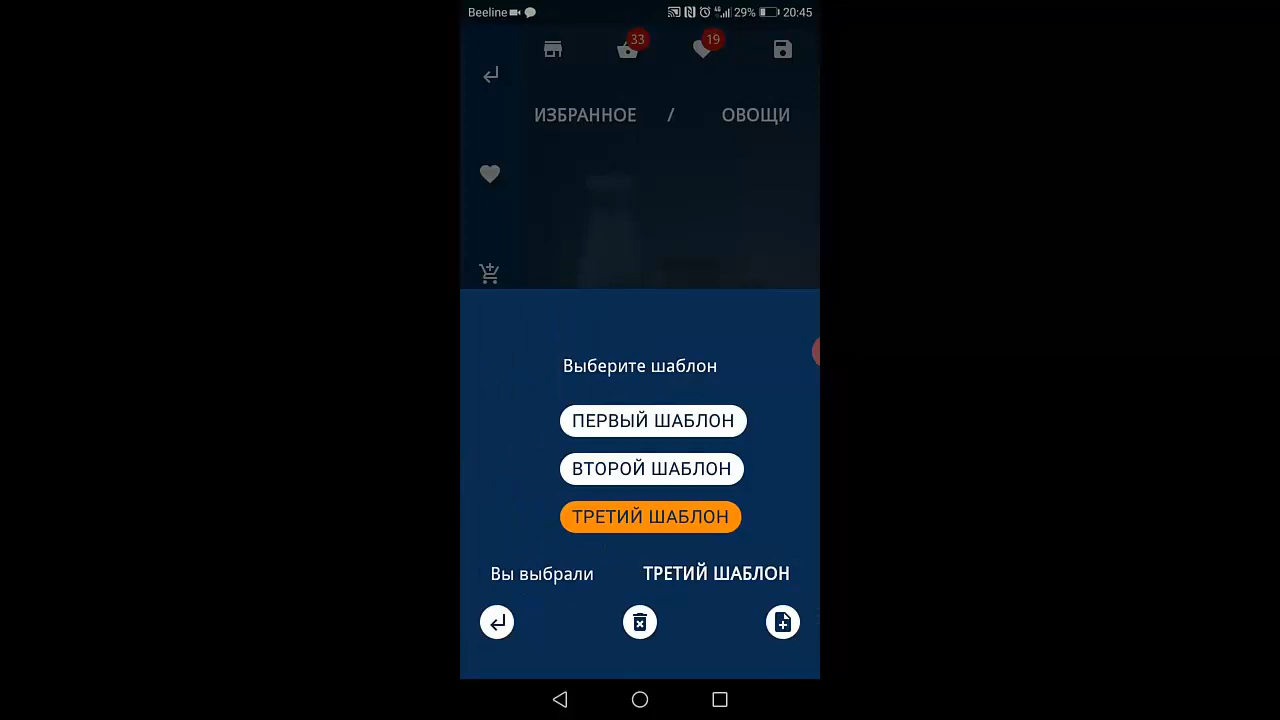 Beeline 4G 29% 20:45
33 19
ИЗБРАННОЕ / ОВОЩИ
Выберите шаблон
ПЕРВЫЙ ШАБЛОН
ВТОРОЙ ШАБЛОН
ТРЕТИЙ ШАБЛОН
Вы выбрали ТРЕТИЙ ШАБЛОН